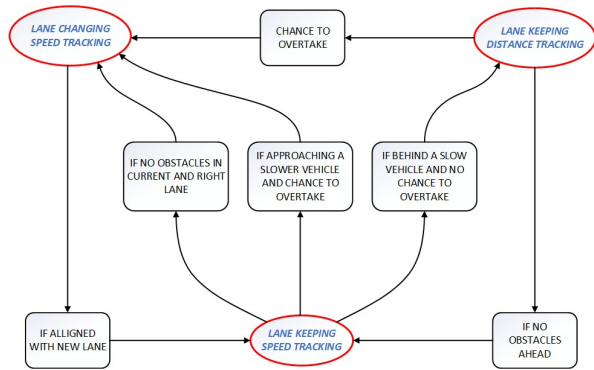 LANE CHANGING
SPEED TRACKING
CHANCE TO
OVERTAKE
LANE KEEPING
DISTANCE TRACKING
IF NO OBSTACLES IN
CURRENT AND RIGHT
LANE
IF APPROACHING A
SLOWER VEHICLE
AND CHANCE TO
OVERTAKE
IF BEHIND A SLOW
VEHICLE AND NO
CHANCE TO
OVERTAKE
IF ALLIGNED
WITH NEW LANE
LANE KEEPING
SPEED TRACKING
IF NO
OBSTACLES
AHEAD